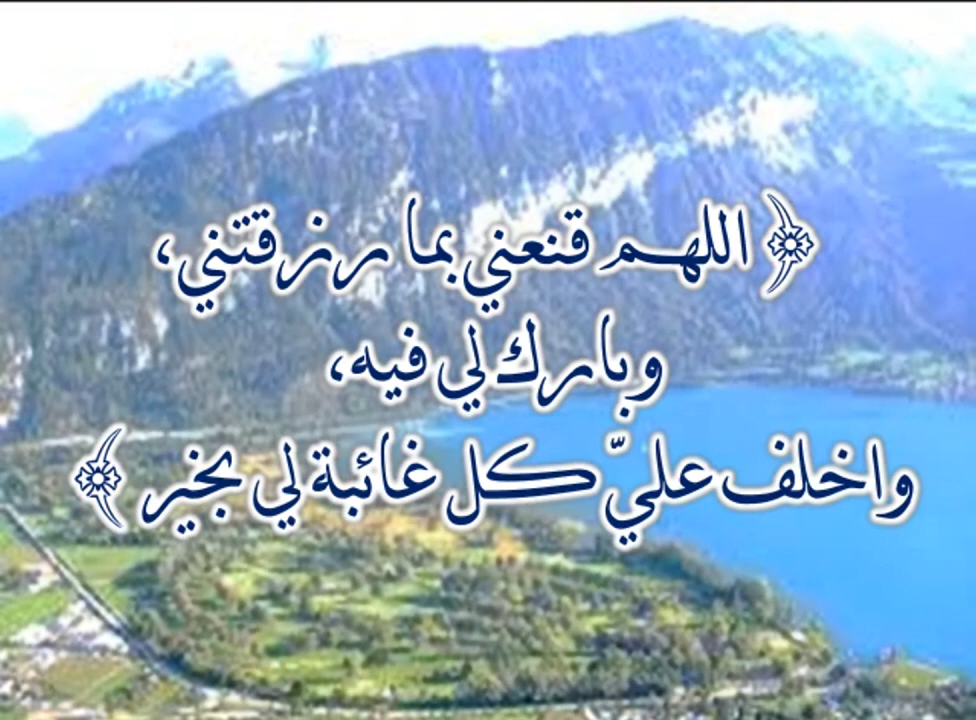 ﴿ اللهم قنعني بما رزقتني،
وبارك لي فيه،
واخلف عليّ كل غائبة لي بخير ﴾